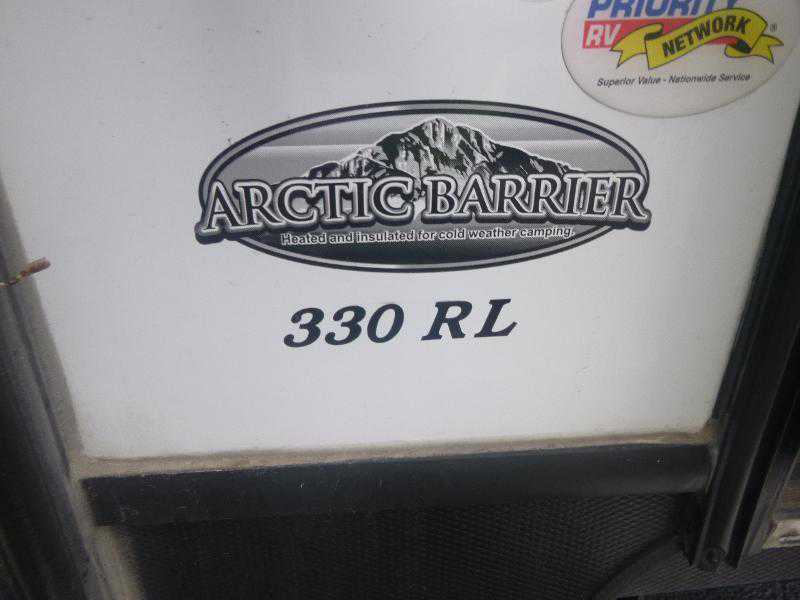 PRIORITY
RV NETWORK ®
Superior Value - Nationwide Service
ARCTIC BARRIER
Heated and insulated for cold weather camping.
330 RL